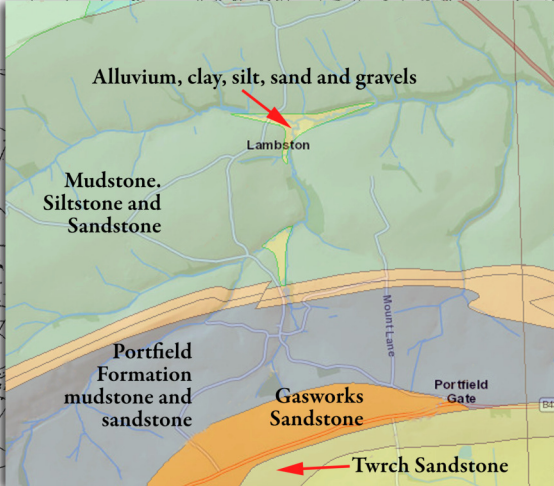 Alluvium, clay, silt, sand and gravels
Lambston
Mudstone.
Siltstone and
Sandstone
Mount Lane
Portfield
Formation
mudstone and
sandstone
Gasworks
Sandstone
Portfield
Gate
Twrch Sandstone